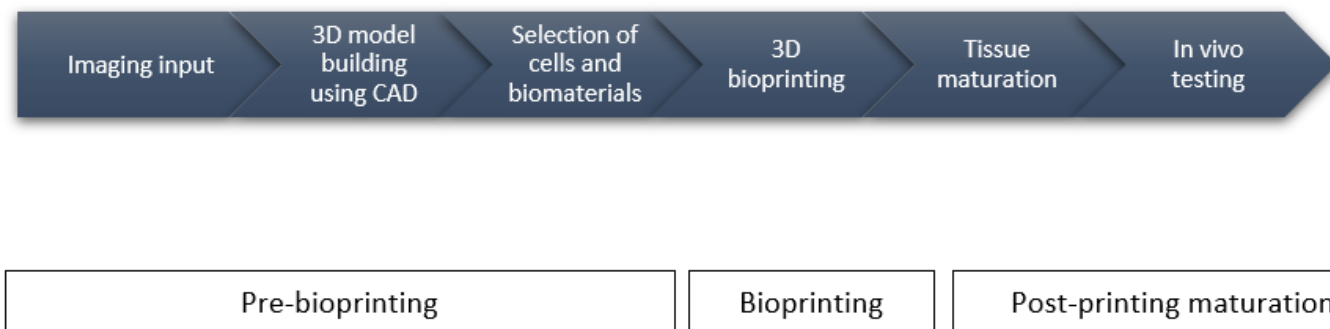 Imaging input
3D model
building
using CAD
Selection of
cells and
biomaterials
3D
bioprinting
Tissue
maturation
In vivo
testing
Pre-bioprinting
Bioprinting
Post-printing maturation